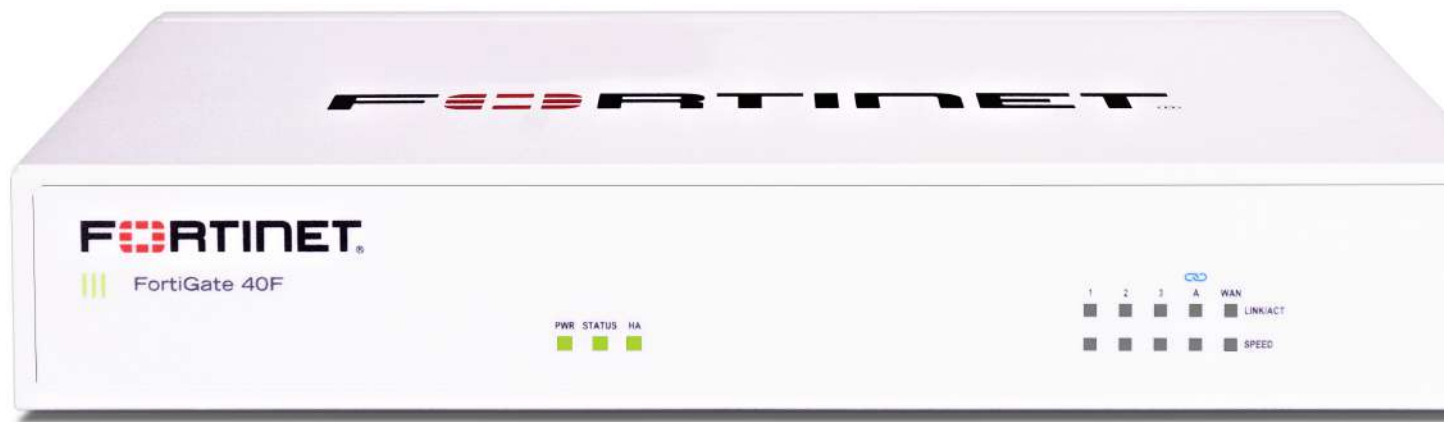 FORTINET
FORTINET®
FortiGate 40F
PWR STATUS HA
1 2 3 A WAN
LINK/ACT
SPEED